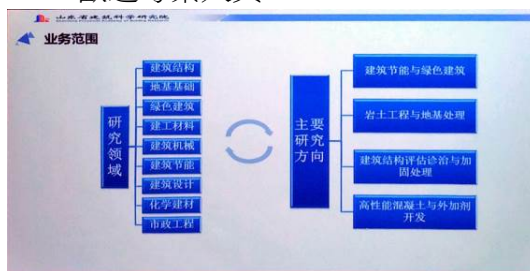 山东省建筑科学研究院
业务范围
研究领域
建筑结构
地基基础
绿色建筑
建工材料
建筑机械
建筑节能
建筑设计
化学建材
市政工程
主要
研究
方向
建筑节能与绿色建筑
岩土工程与地基处理
建筑结构评估诊治与加
固处理
高性能混凝土与外加剂
开发